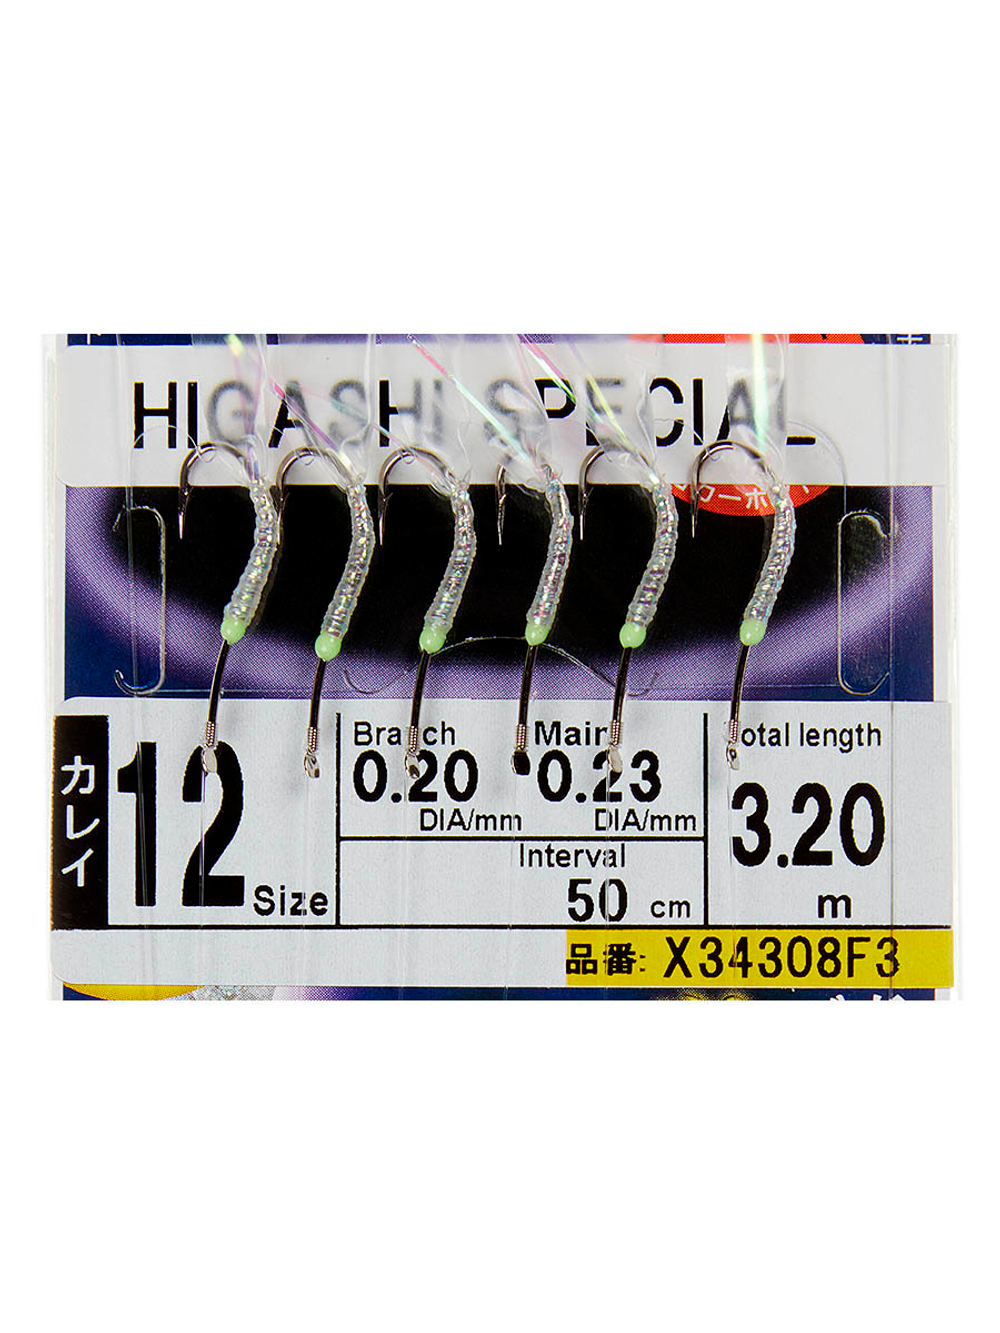 HIGASHI SPECIAL
カレイ
12 Size
Branch
0.20
DIA/mm
Main
0.23
DIA/mm
Interval
50 cm
Total length
3.20
m
品番: X34308F3